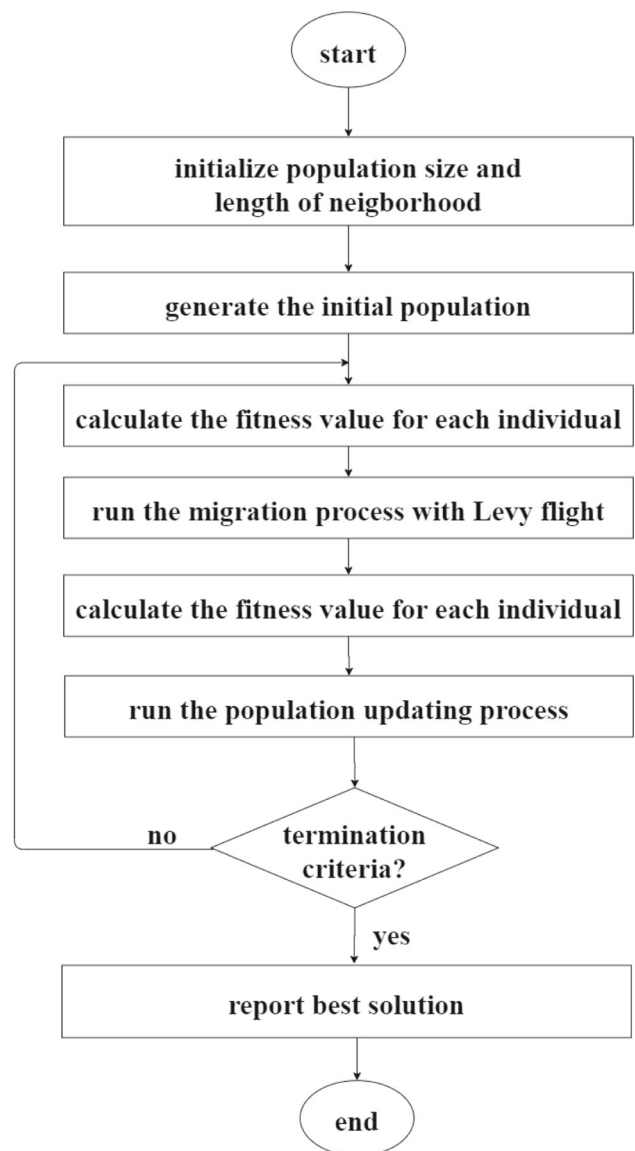 start
initialize population size and
length of neigborhood
generate the initial population
calculate the fitness value for each individual
run the migration process with Levy flight
calculate the fitness value for each individual
run the population updating process
no
termination
criteria?
yes
report best solution
end